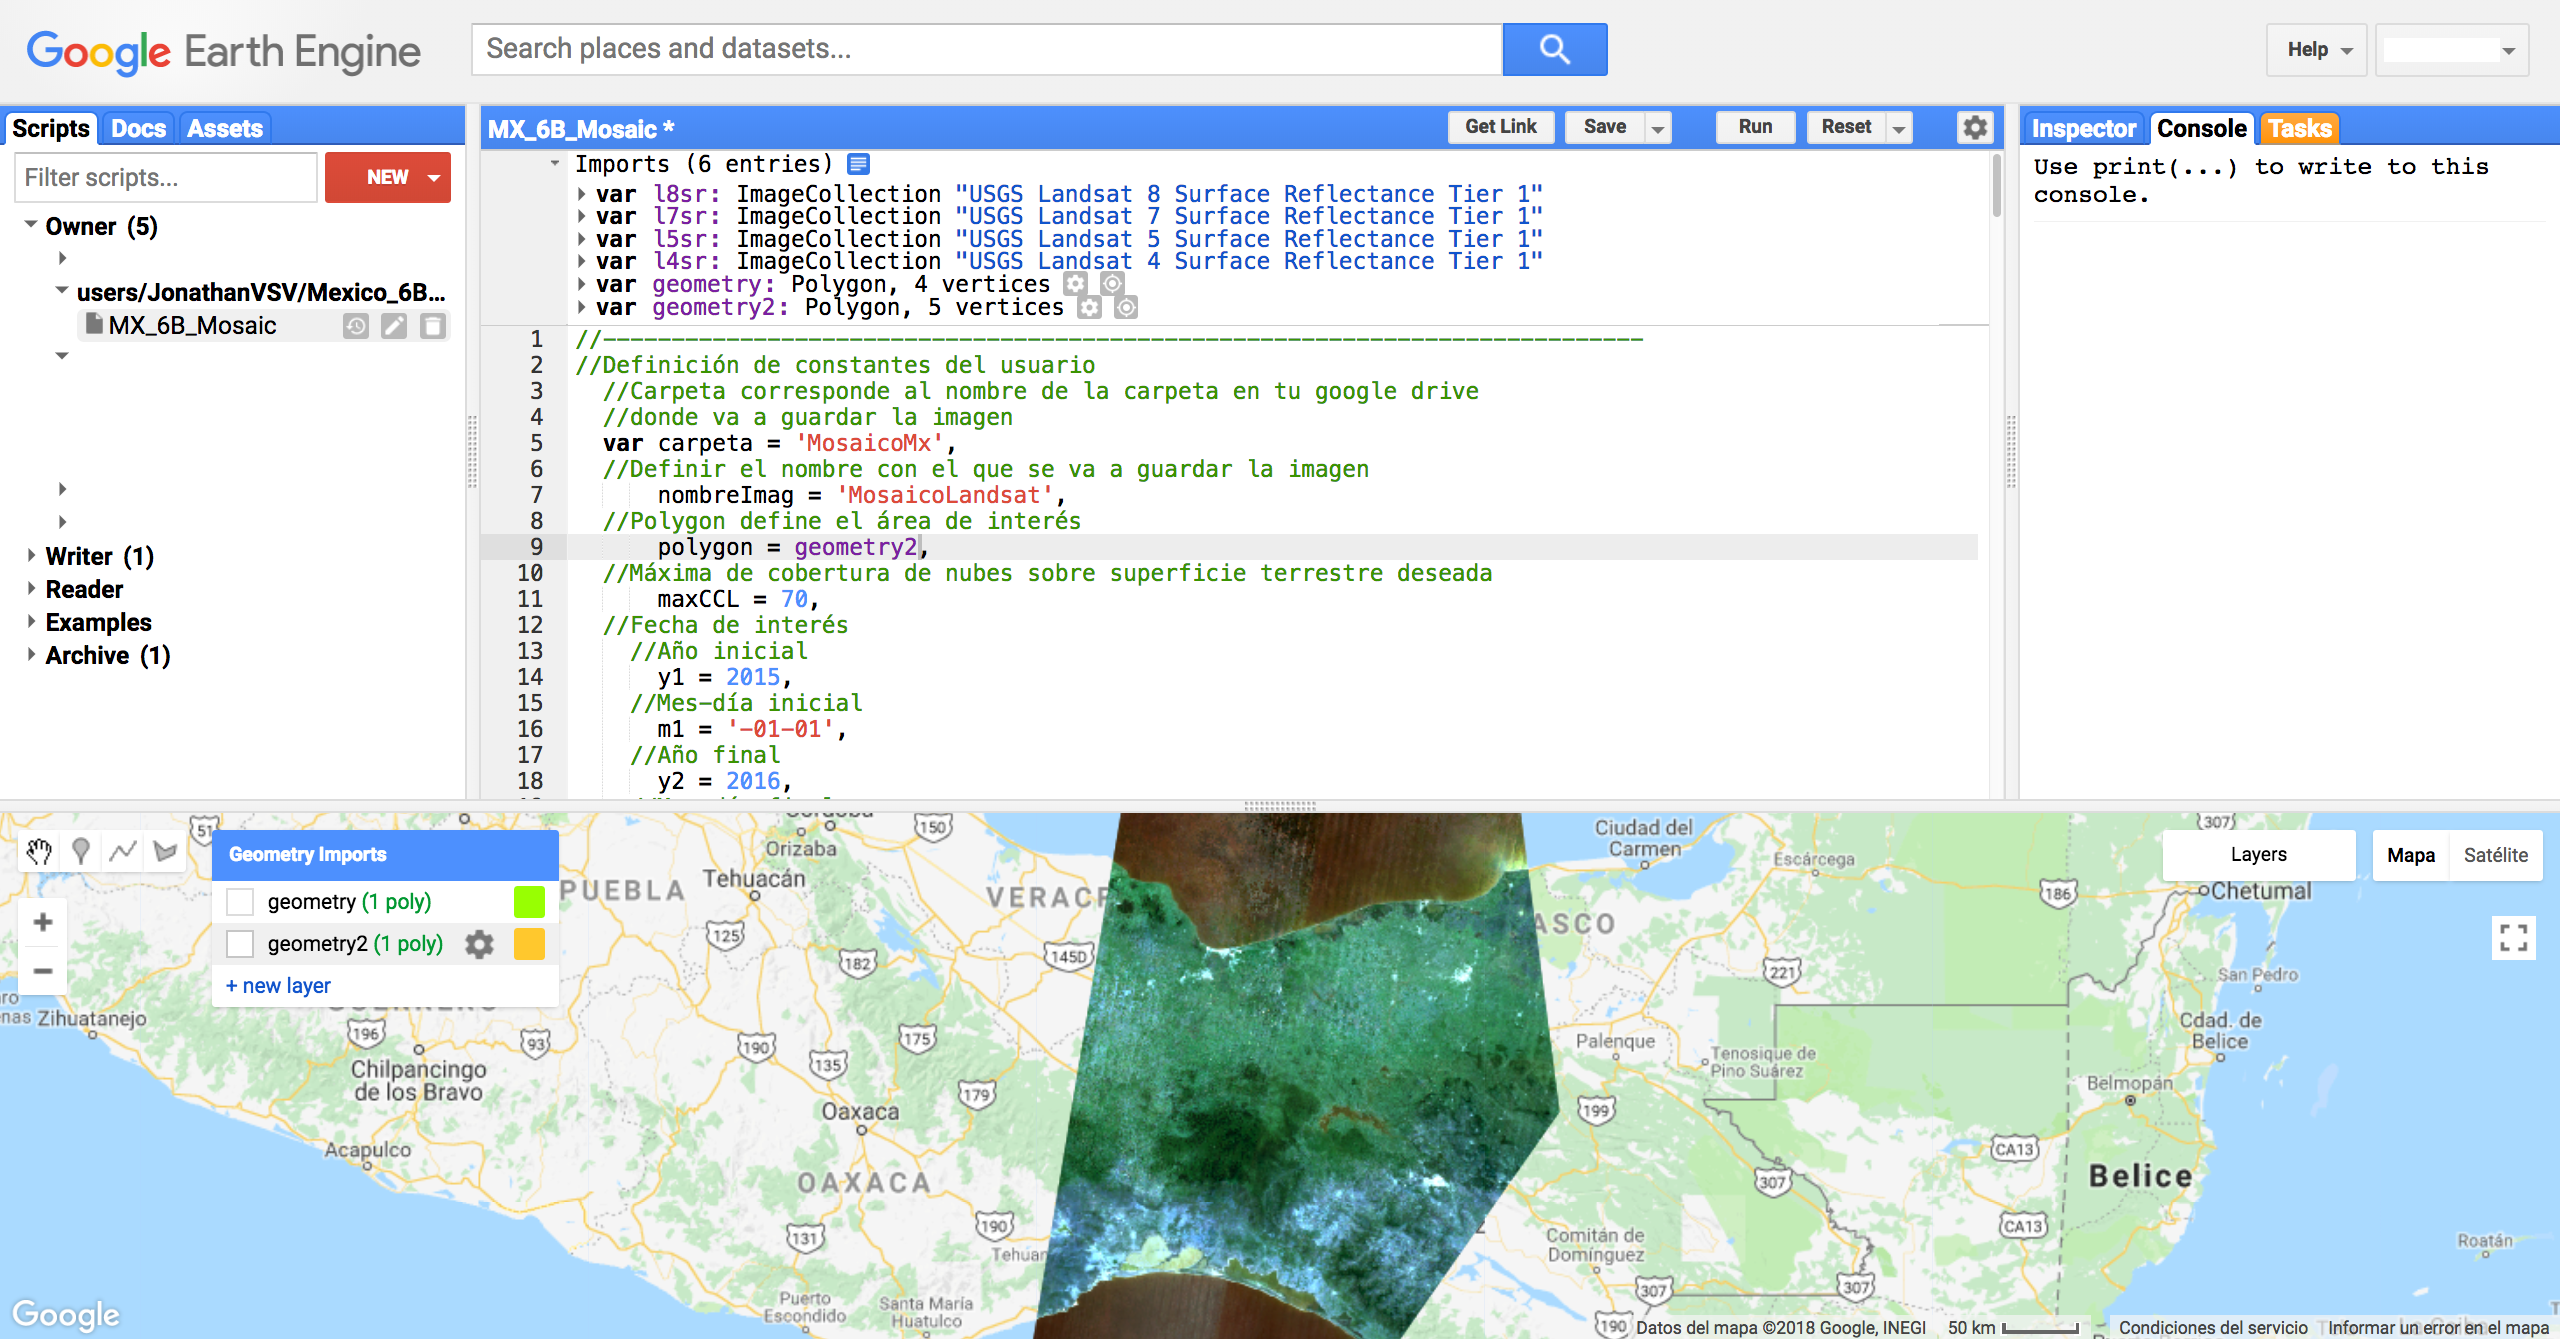 Google Earth Engine
Search places and datasets...
Help
Scripts
Docs
Assets
Filter scripts...
NEW
Owner (5)
users/JonathanVSV/Mexico_6B...
MX_6B_Mosaic
Writer (1)
Reader
Examples
Archive (1)
MX_6B_Mosaic *
Get Link
Save
Run
Reset
Imports (6 entries)
var l8sr: ImageCollection "USGS Landsat 8 Surface Reflectance Tier 1"
var l7sr: ImageCollection "USGS Landsat 7 Surface Reflectance Tier 1"
var l5sr: ImageCollection "USGS Landsat 5 Surface Reflectance Tier 1"
var l4sr: ImageCollection "USGS Landsat 4 Surface Reflectance Tier 1"
var geometry: Polygon, 4 vertices
var geometry2: Polygon, 5 vertices
1 //----------------------------------------------------------------------------
2 //Definición de constantes del usuario
3 //Carpeta corresponde al nombre de la carpeta en tu google drive
4 //donde va a guardar la imagen
5 var carpeta = 'MosaicoMx',
6 //Definir el nombre con el que se va a guardar la imagen
7 nombreImag = 'MosaicoLandsat',
8 //Polygon define el área de interés
9 polygon = geometry2,
10 //Máxima de cobertura de nubes sobre superficie terrestre deseada
11 maxCCL = 70,
12 //Fecha de interés
13 //Año inicial
14 y1 = 2015,
15 //Mes-día inicial
16 m1 = '-01-01',
17 //Año final
18 y2 = 2016,
Inspector
Console
Tasks
Use print(...) to write to this
console.
Geometry Imports
geometry (1 poly)
geometry2 (1 poly)
+ new layer
Layers
Mapa
Satélite
51
150
Orizaba
PUEBLA
Tehuacán
VERACR
125
182
145D
Zihuatanejo
196
93
190
135
175
179
Chilpancingo
de los Bravo
Oaxaca
Acapulco
OAXACA
131
190
Tehuan
Puerto
Escondido
Santa María
Huatulco
Ciudad del
Carmen
Escárcega
307
186
Chetumal
ASCO
221
San Pedro
Palenque
Tenosique de
Pino Suárez
Cdad. de
Belice
Belmopán
199
CA13
307
Belice
CA13
Comitán de
Domínguez
307
307
Roatán
190
Google
Datos del mapa ©2018 Google, INEGI
50 km
Condiciones del servicio
Informar un error en el mapa